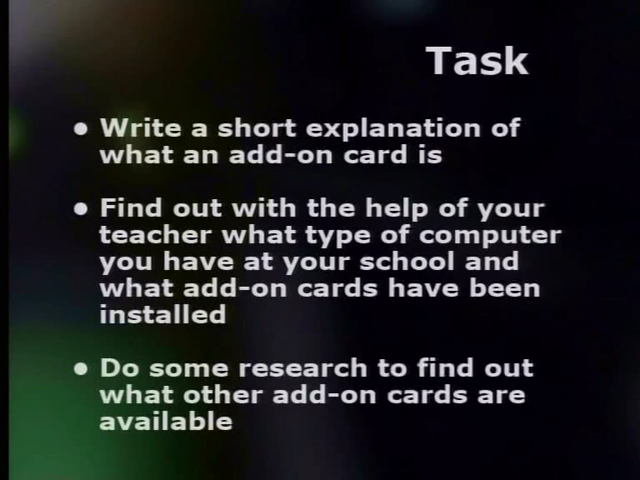 Task
• Write a short explanation of
what an add-on card is
• Find out with the help of your
teacher what type of computer
you have at your school and
what add-on cards have been
installed
• Do some research to find out
what other add-on cards are
available